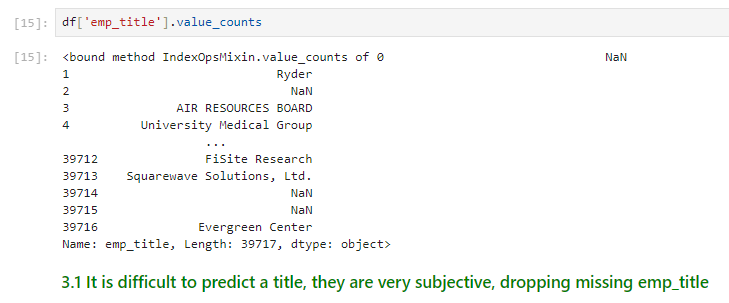 [15]: df['emp_title'].value_counts
[15]: <bound method IndexOpsMixin.value_counts of 0 NaN
1 Ryder
2 NaN
3 AIR RESOURCES BOARD
4 University Medical Group
...
39712 FiSite Research
39713 Squarewave Solutions, Ltd.
39714 NaN
39715 NaN
39716 Evergreen Center
Name: emp_title, Length: 39717, dtype: object>
3.1 It is difficult to predict a title, they are very subjective, dropping missing emp_title